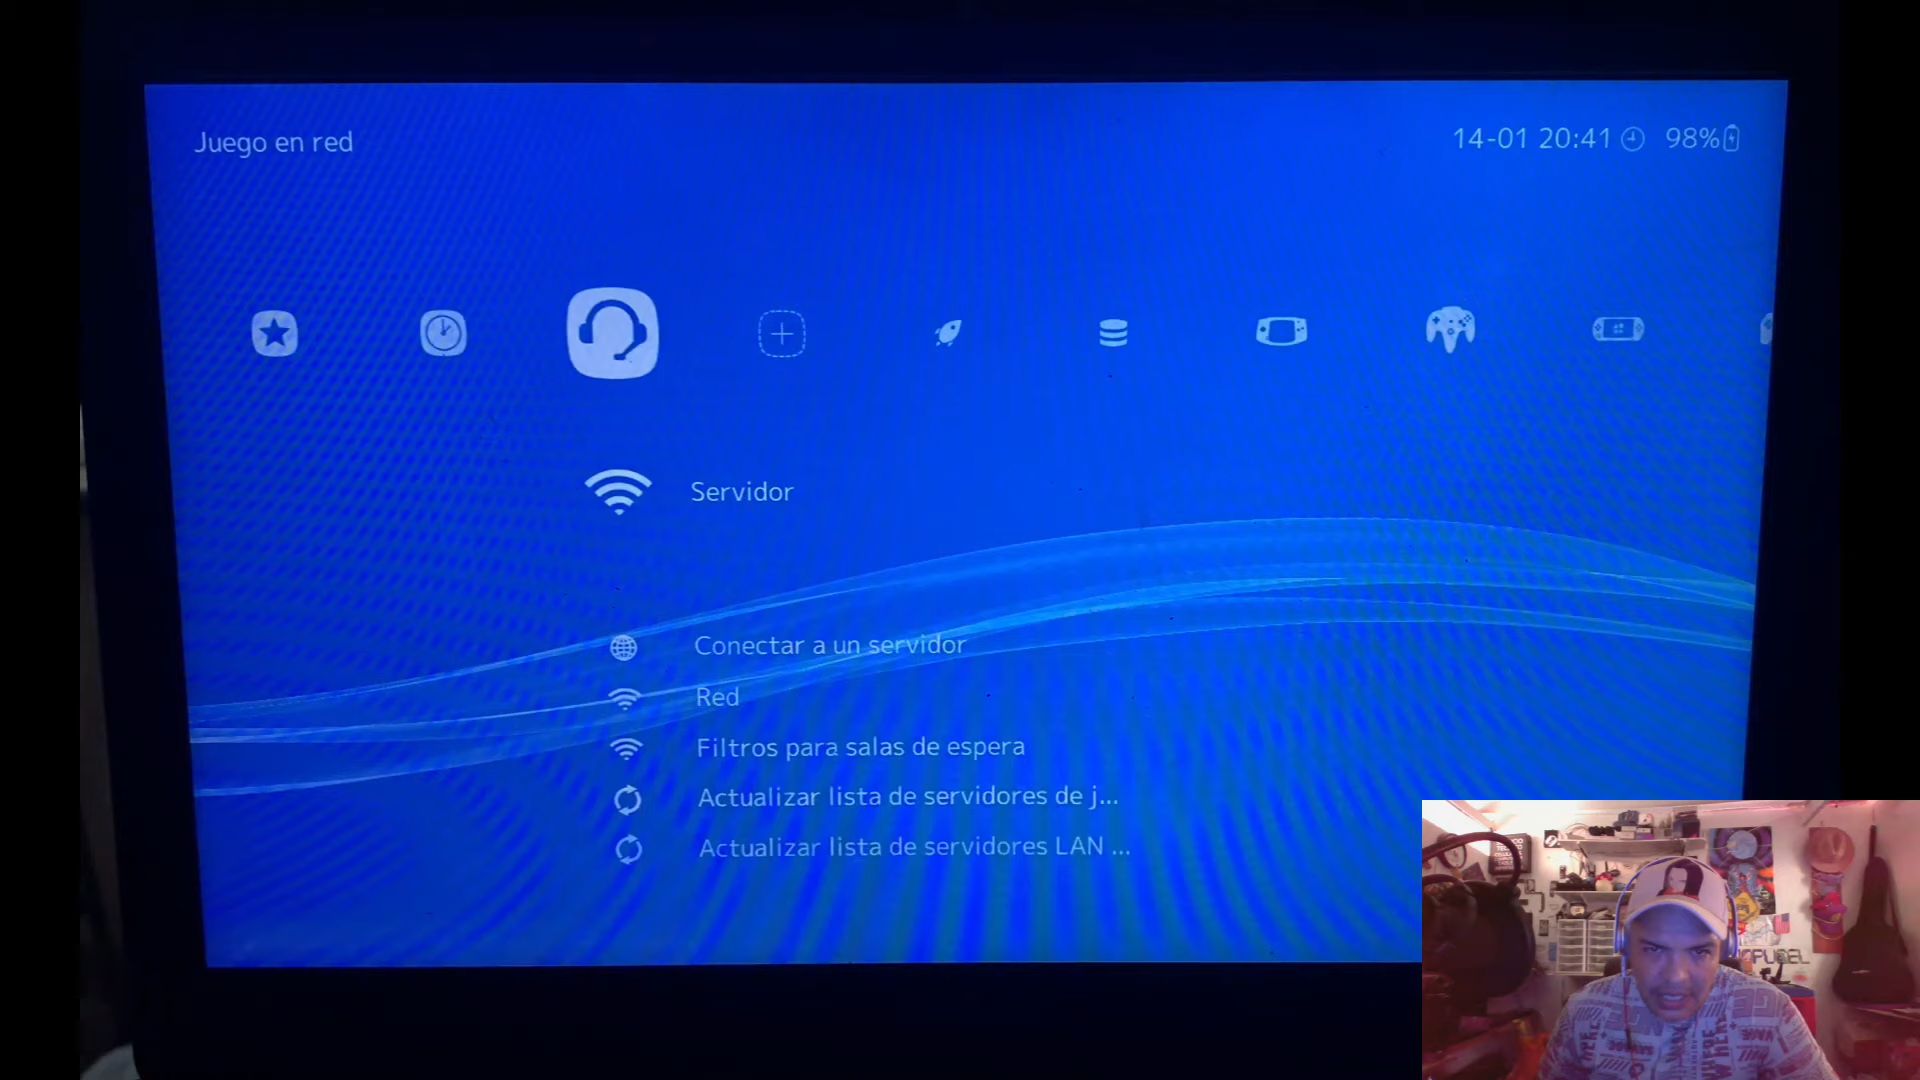 Juego en red
14-01 20:41 98%
Servidor
Conectar a un servidor
Red
Filtros para salas de espera
Actualizar lista de servidores de j...
Actualizar lista de servidores LAN ...